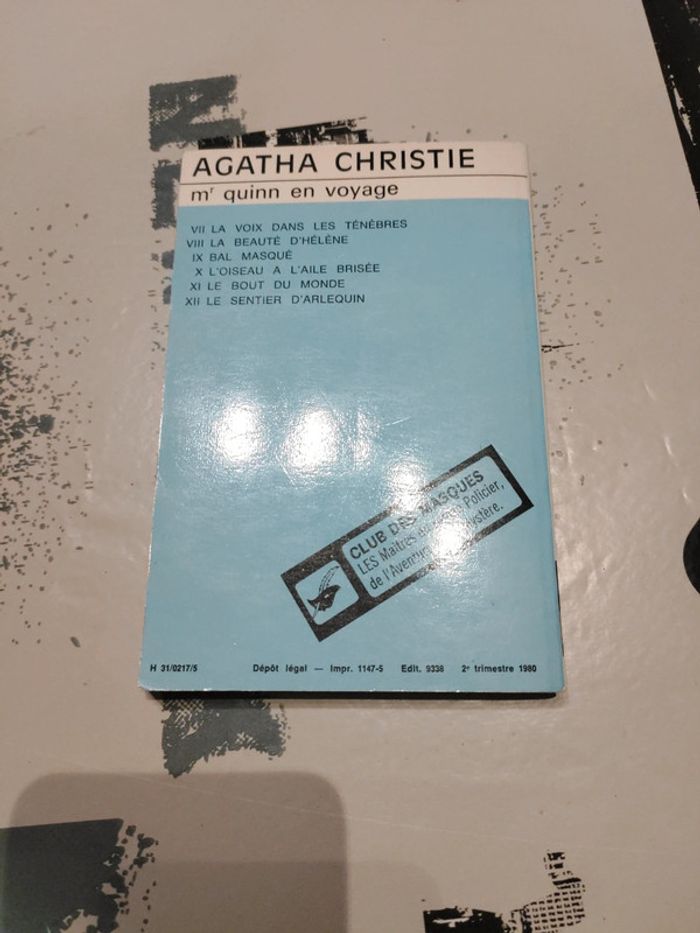 AGATHA CHRISTIE
mr quinn en voyage
VII LA VOIX DANS LES TÉNÈBRES
VIII LA BEAUTÉ D'HÉLÈNE
IX BAL MASQUÉ
X L'OISEAU A L'AILE BRISÉE
XI LE BOUT DU MONDE
XII LE SENTIER D'ARLEQUIN
CLUB DES MASQUES
LES Maîtres du Policier,
de l'Aventure Mystère.
H 31/0217/5 Dépôt légal — Impr. 1147-5 Edit. 9338 2e trimestre 1980